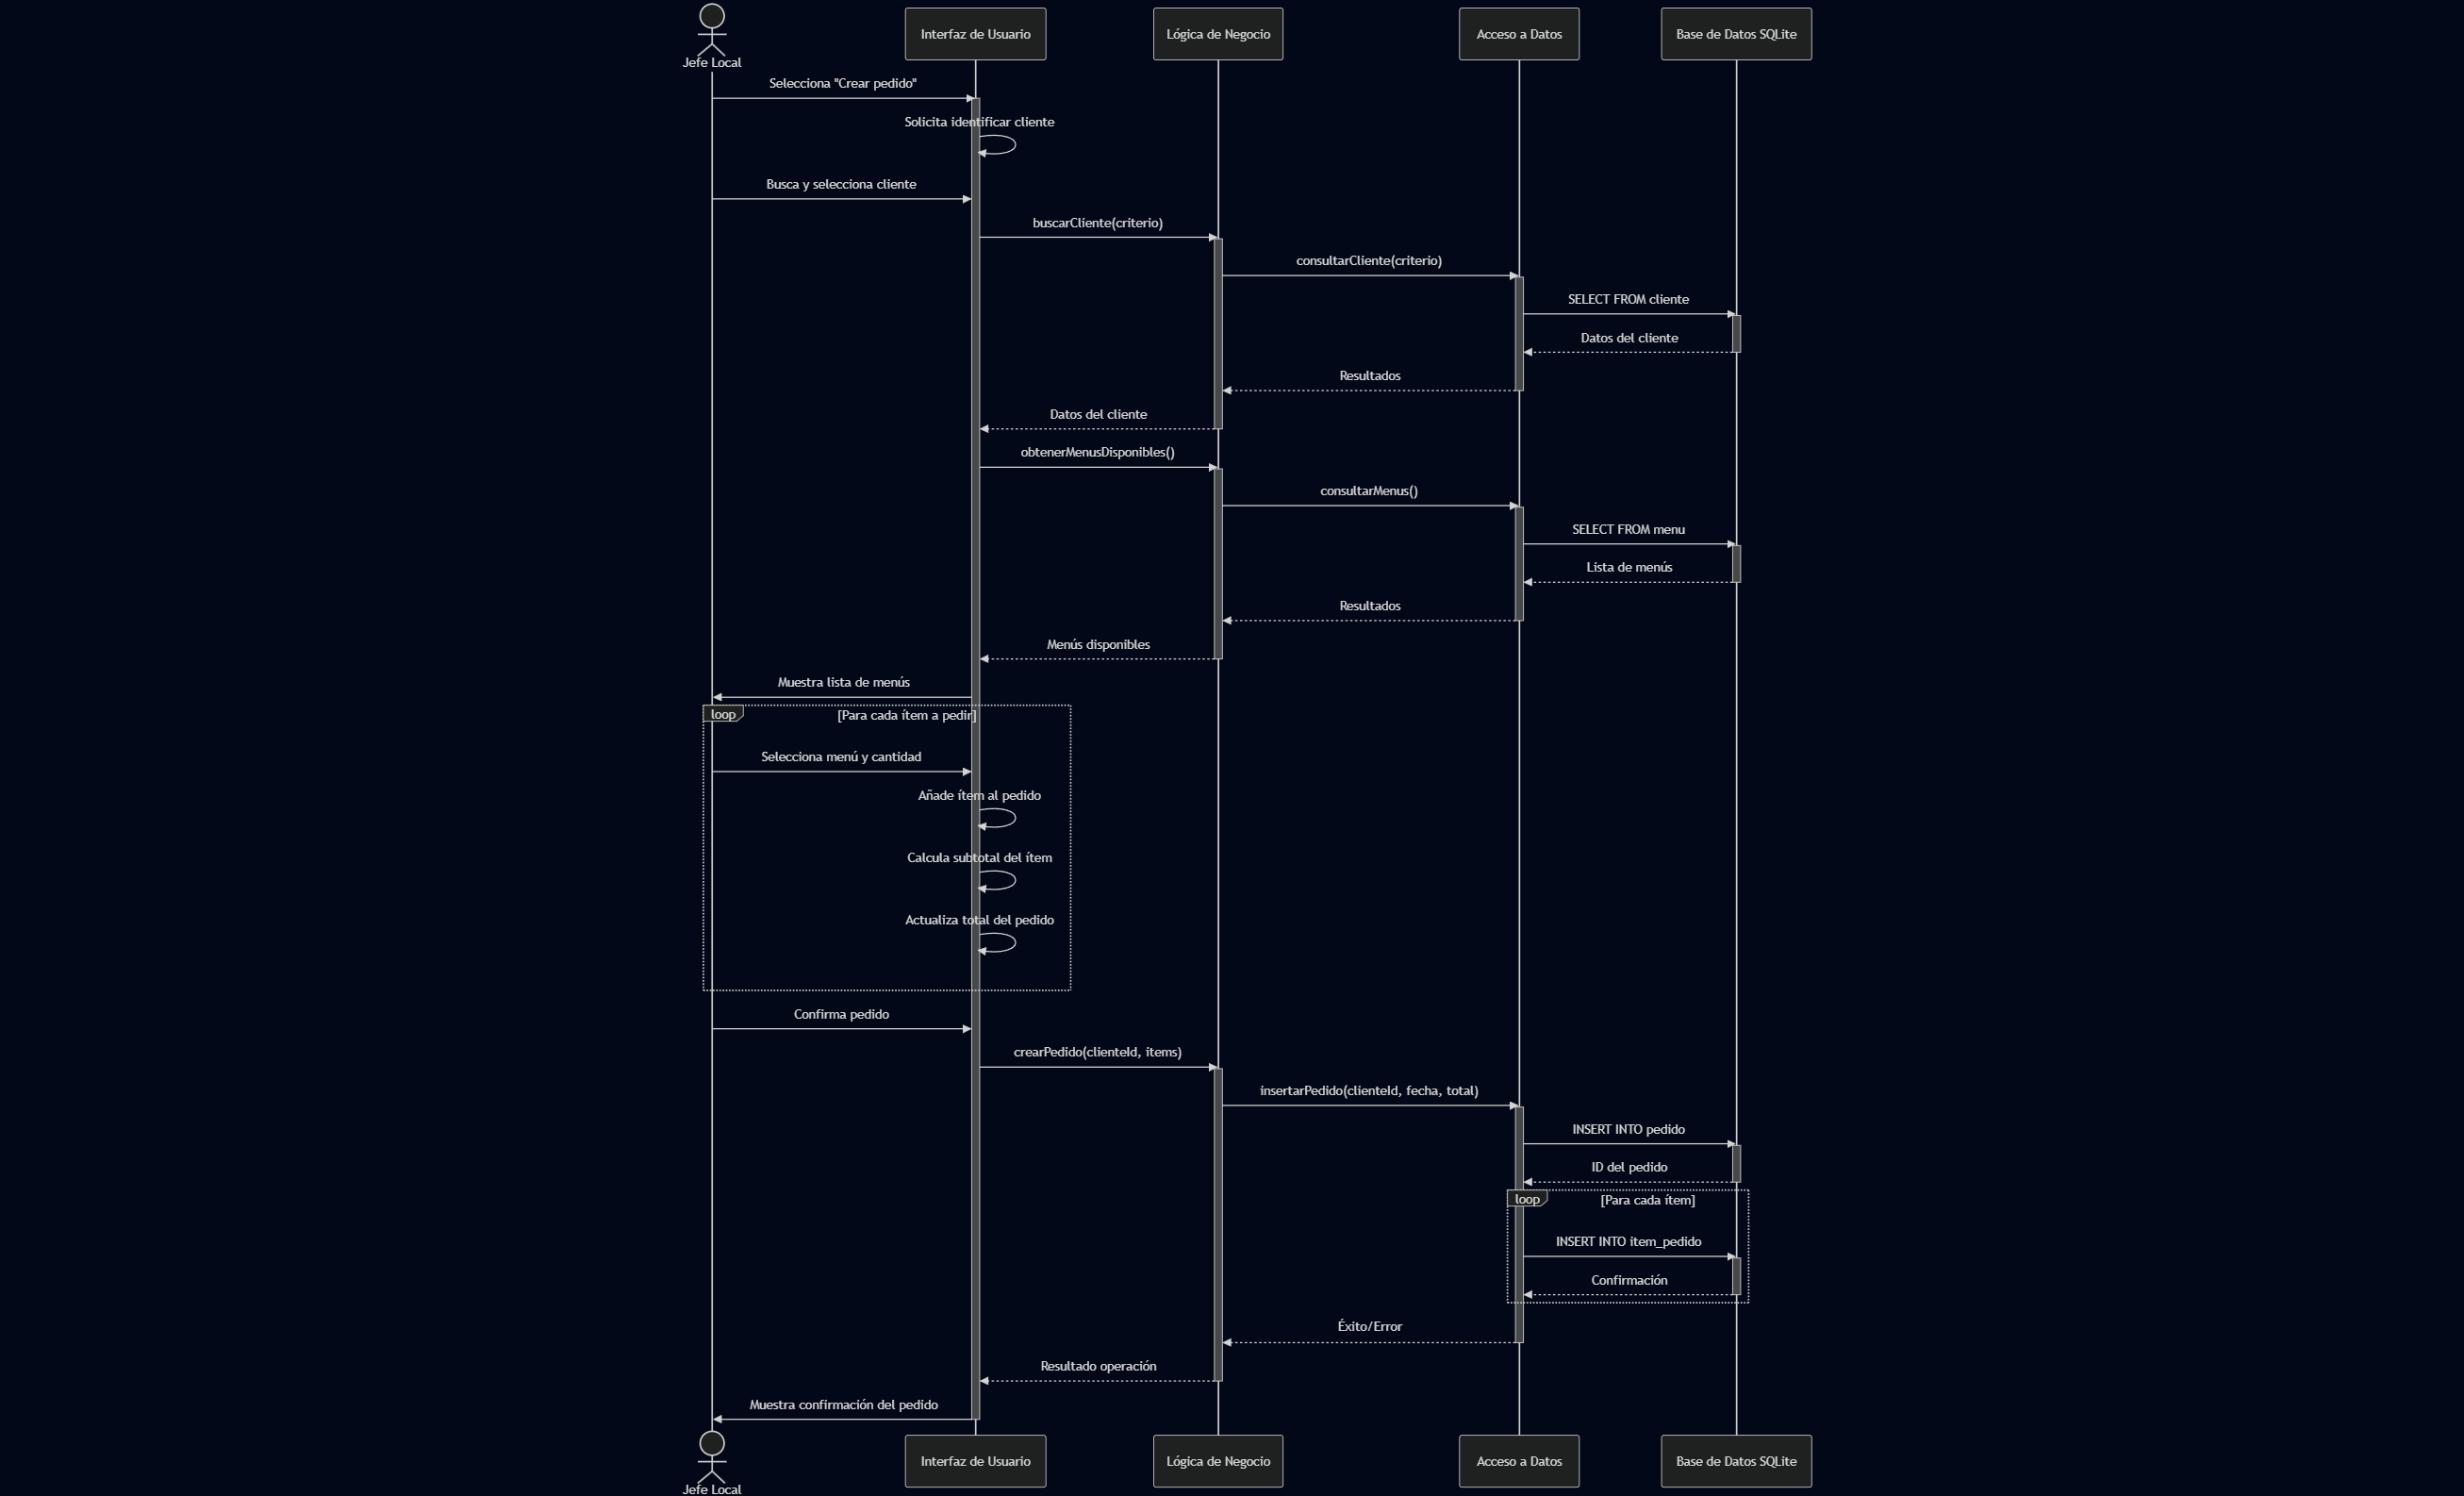 Jefe Local
Interfaz de Usuario
Lógica de Negocio
Acceso a Datos
Base de Datos SQLite
Selecciona "Crear pedido"
Solicita identificar cliente
Busca y selecciona cliente
buscarCliente(criterio)
consultarCliente(criterio)
SELECT FROM cliente
Datos del cliente
Resultados
Datos del cliente
obtenerMenusDisponibles()
consultarMenus()
SELECT FROM menu
Lista de menús
Resultados
Menús disponibles
Muestra lista de menús
loop
[Para cada ítem a pedir]
Selecciona menú y cantidad
Añade ítem al pedido
Calcula subtotal del ítem
Actualiza total del pedido
Confirma pedido
crearPedido(clienteId, items)
insertarPedido(clienteId, fecha, total)
INSERT INTO pedido
ID del pedido
loop
[Para cada ítem]
INSERT INTO item_pedido
Confirmación
Éxito/Error
Resultado operación
Muestra confirmación del pedido
Jefe Local
Interfaz de Usuario
Lógica de Negocio
Acceso a Datos
Base de Datos SQLite